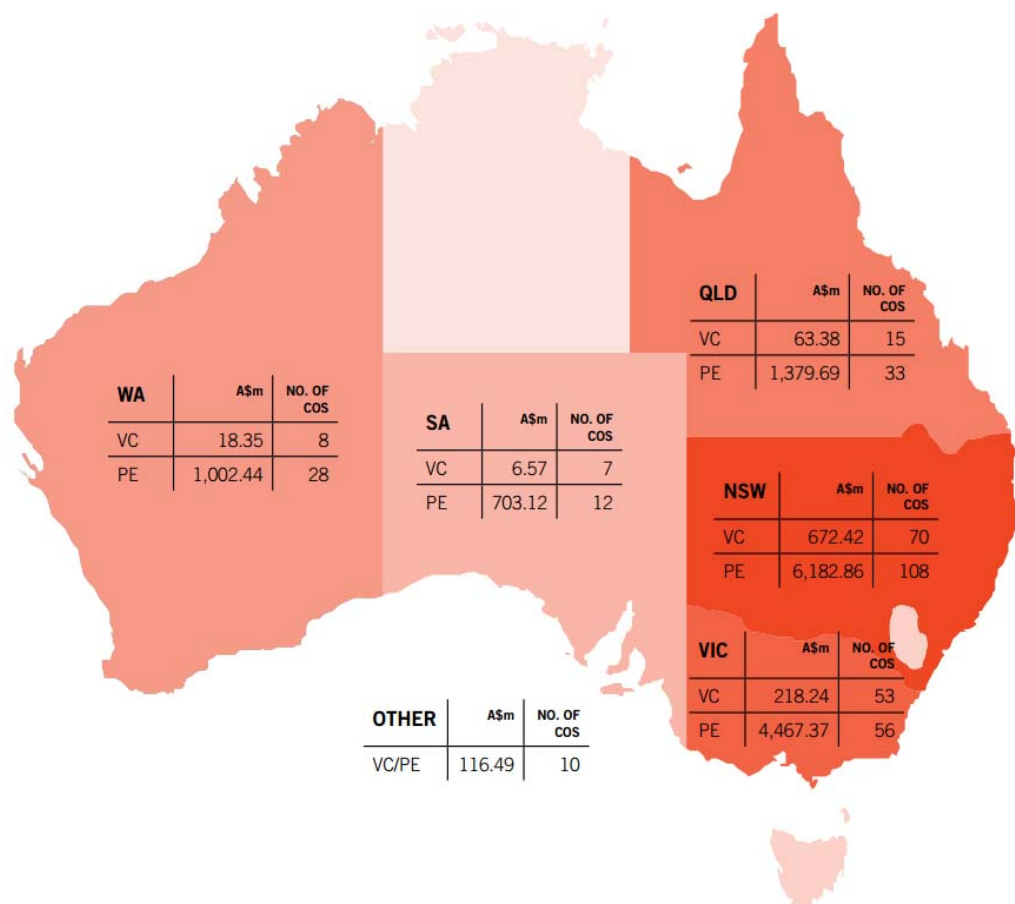 QLD A$m NO. OF
COS
VC 63.38 15
PE 1,379.69 33
WA A$m NO. OF
COS
VC 18.35 8
PE 1,002.44 28
SA A$m NO. OF
COS
VC 6.57 7
PE 703.12 12
NSW A$m NO. OF
COS
VC 672.42 70
PE 6,182.86 108
VIC A$m NO. OF
COS
VC 218.24 53
PE 4,467.37 56
OTHER A$m NO. OF
COS
VC/PE 116.49 10